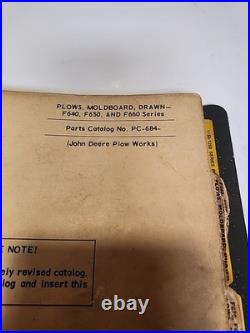 PLOWS, MOLDBOARD, DRAWN—
F640, F650, AND F660 Series
Parts Catalog No. PC-684-
(John Deere Plow Works)
NOTE!
ely revised catalog.
log and insert this